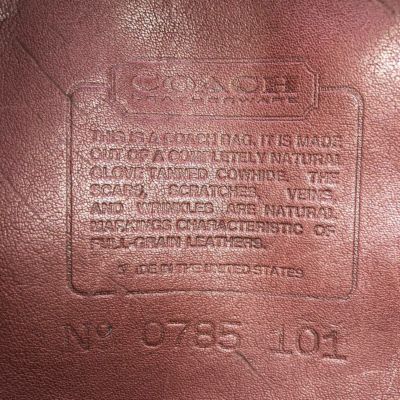 COACH
LEATHERWARE
THIS IS A COACH BAG. IT IS MADE
OUT OF A COMPLETELY NATURAL
GLOVE TANNED COWHIDE. THE
SCARS, SCRATCHES, VEINS,
AND WRINKLES ARE NATURAL
MARKINGS CHARACTERISTIC OF
FULL-GRAIN LEATHERS.
IN THE UNITED STATES
Nº 0785 101